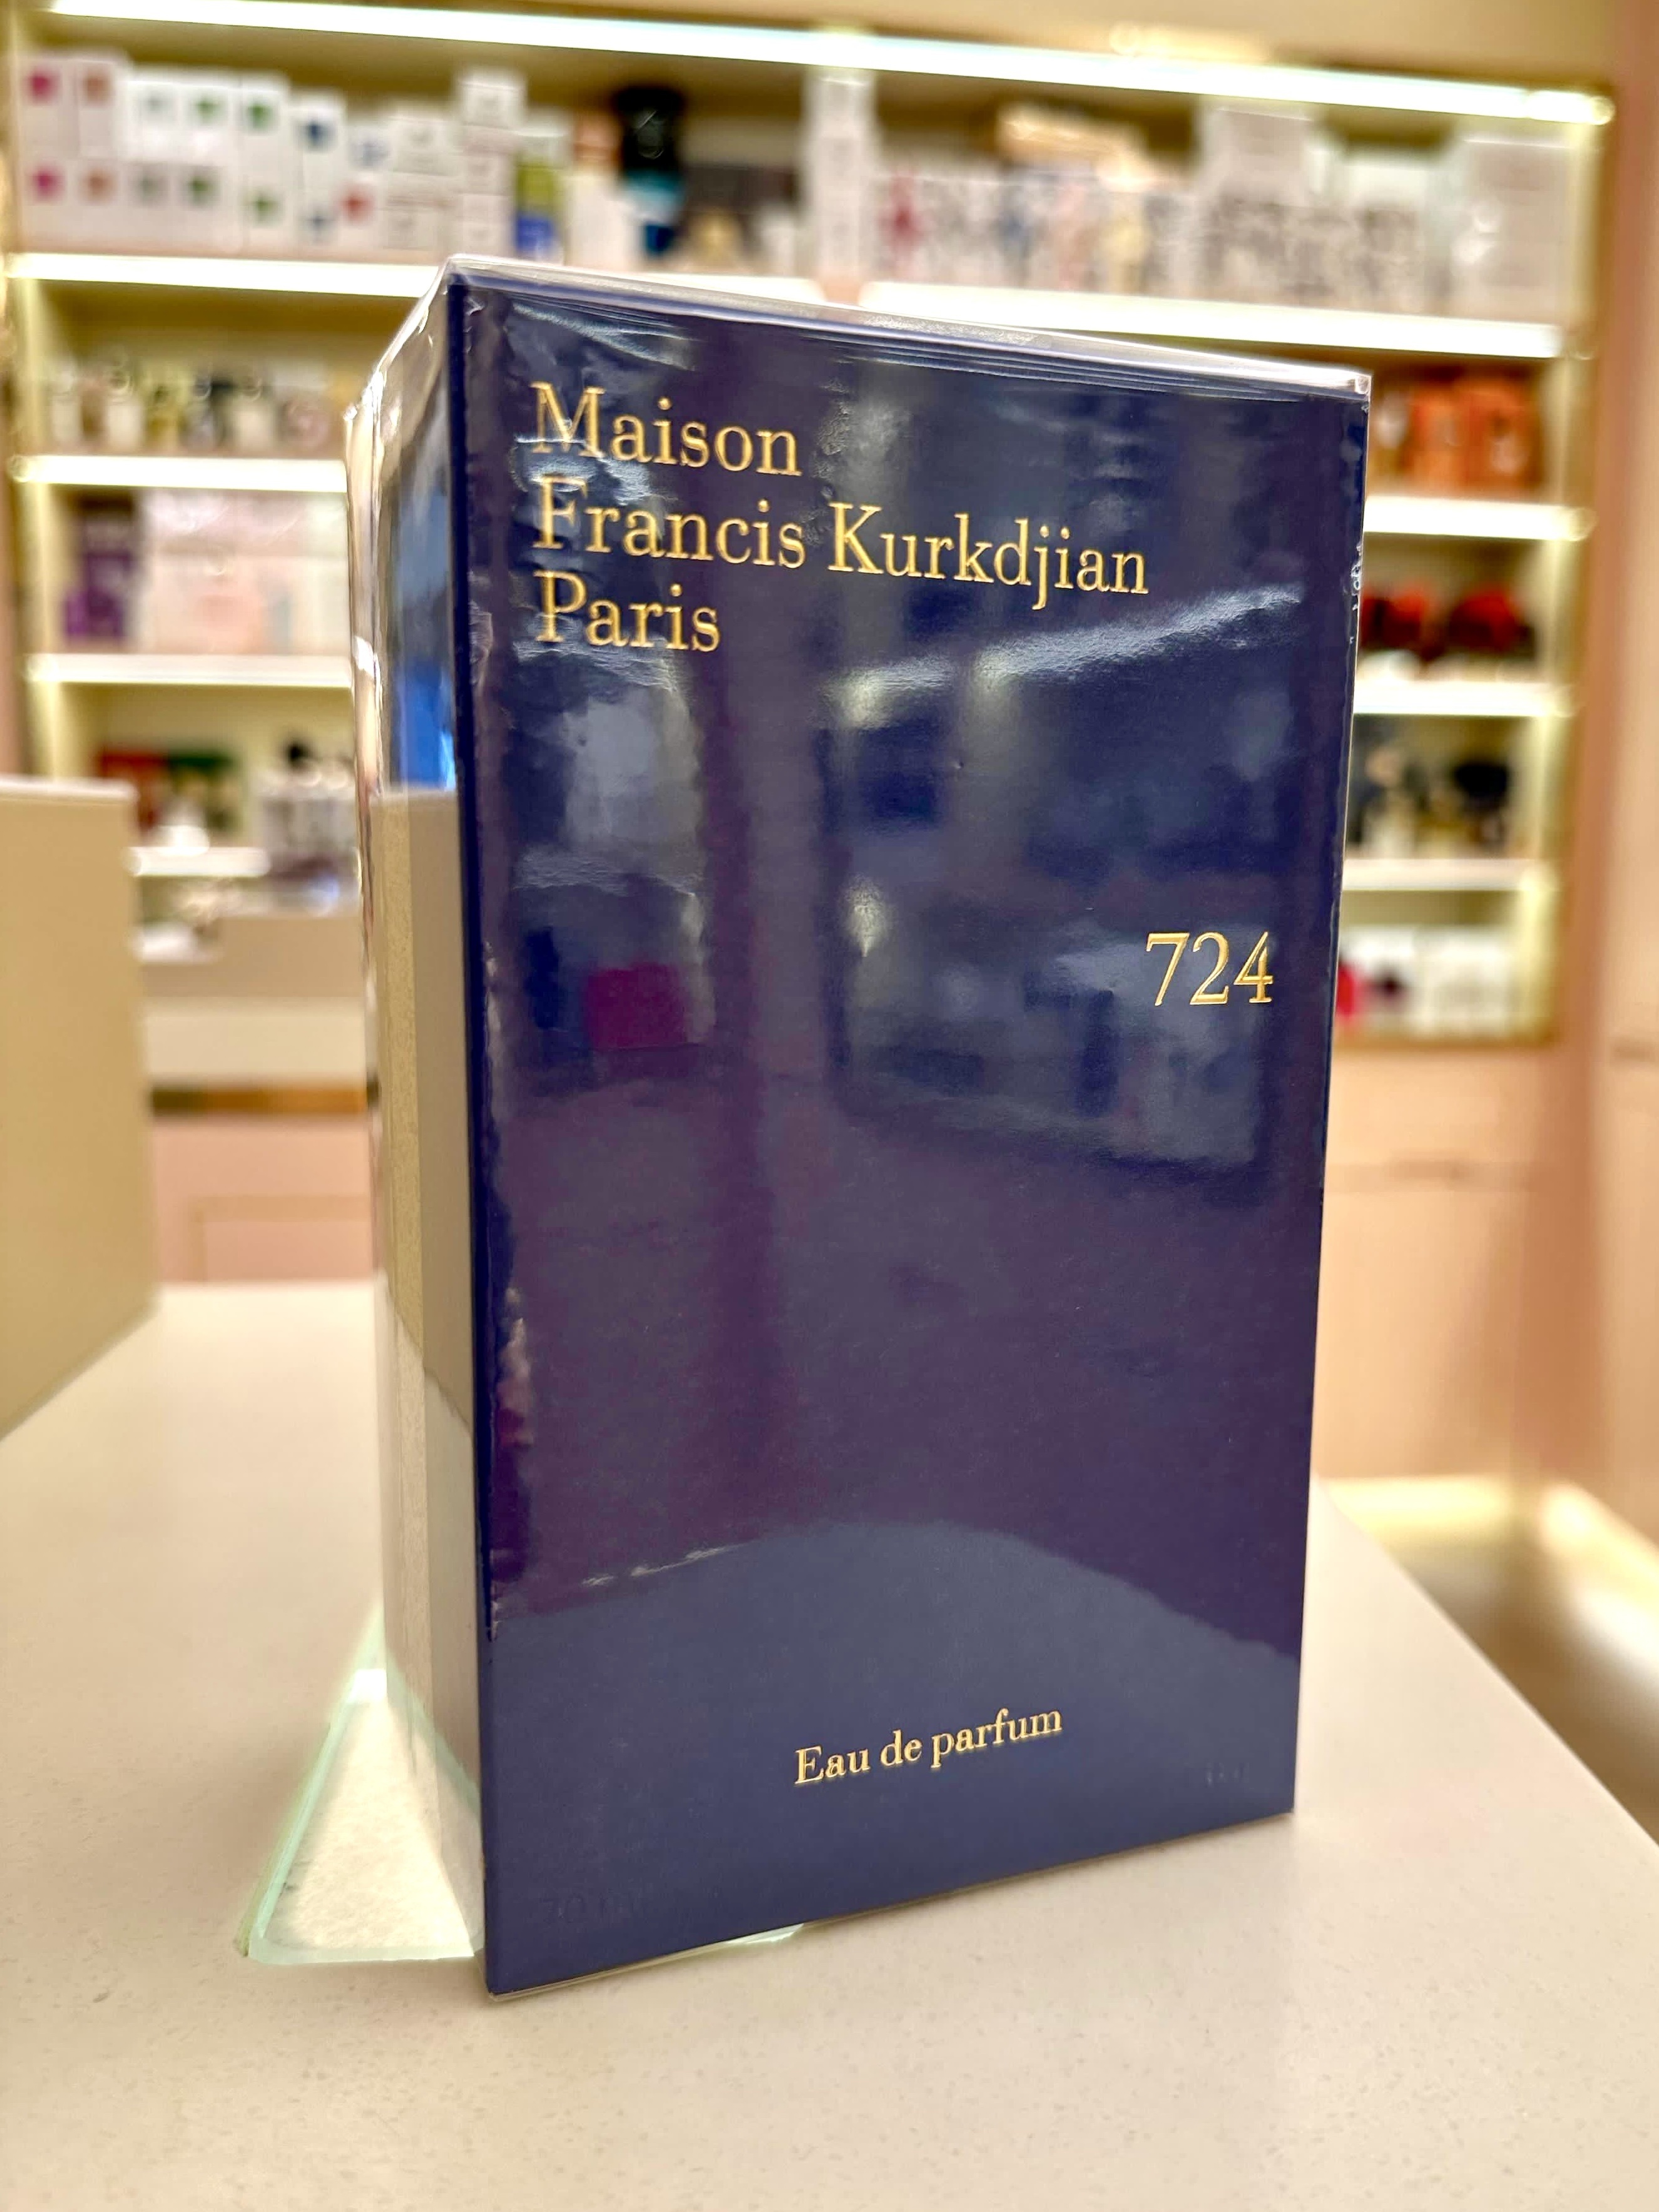 Maison
Francis Kurkdjian
Paris
724
Eau de parfum